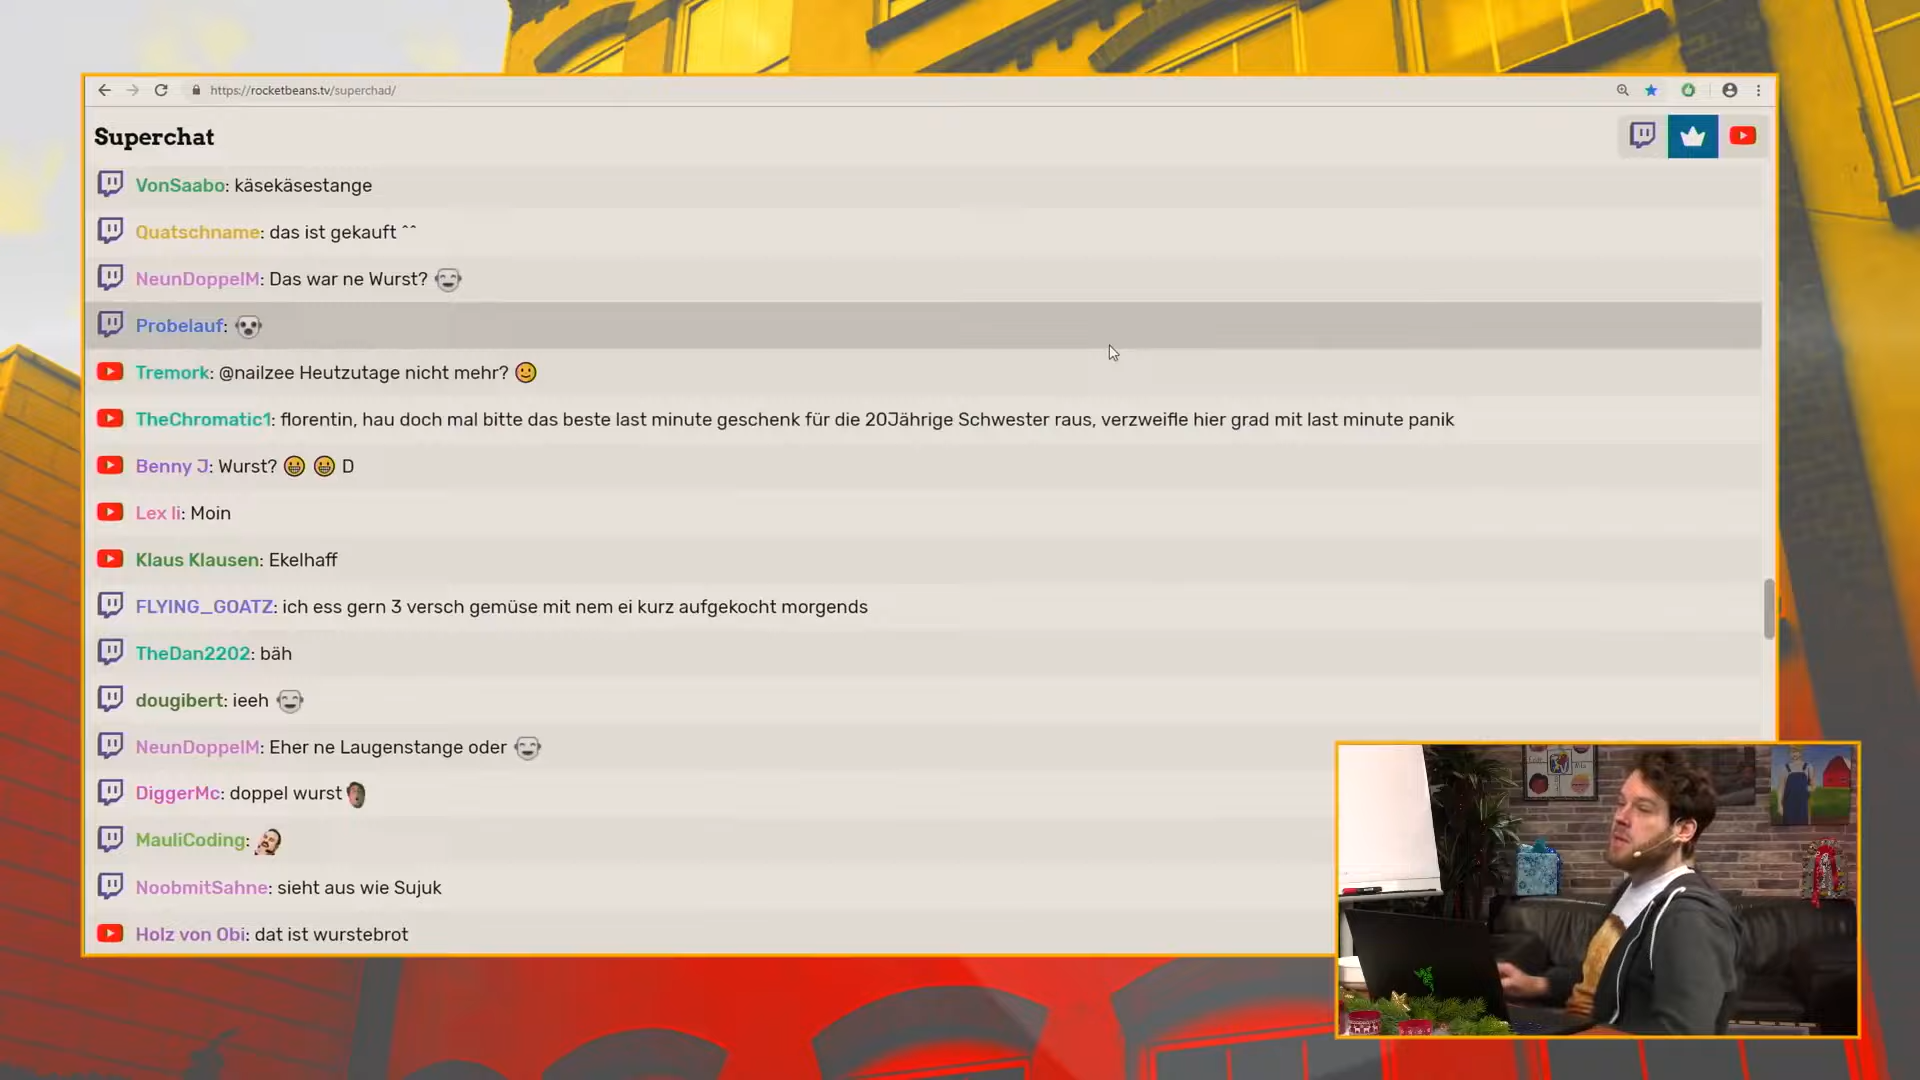 https://rocketbeans.tv/superchad/
Superchat
VonSaabo: käsekäsestange
Quatschname: das ist gekauft ^^
NeunDoppelM: Das war ne Wurst?
Probelauf:
Tremork: @nailzee Heutzutage nicht mehr? 🙂
TheChromatic1: florentin, hau doch mal bitte das beste last minute geschenk für die 20Jährige Schwester raus, verzweifle hier grad mit last minute panik
Benny J: Wurst? 😀 😀 D
Lex li: Moin
Klaus Klausen: Ekelhaff
FLYING_GOATZ: ich ess gern 3 versch gemüse mit nem ei kurz aufgekocht morgends
TheDan2202: bäh
dougibert: ieeh
NeunDoppelM: Eher ne Laugenstange oder
DiggerMc: doppel wurst
MauliCoding:
NoobmitSahne: sieht aus wie Sujuk
Holz von Obi: dat ist wurstebrot